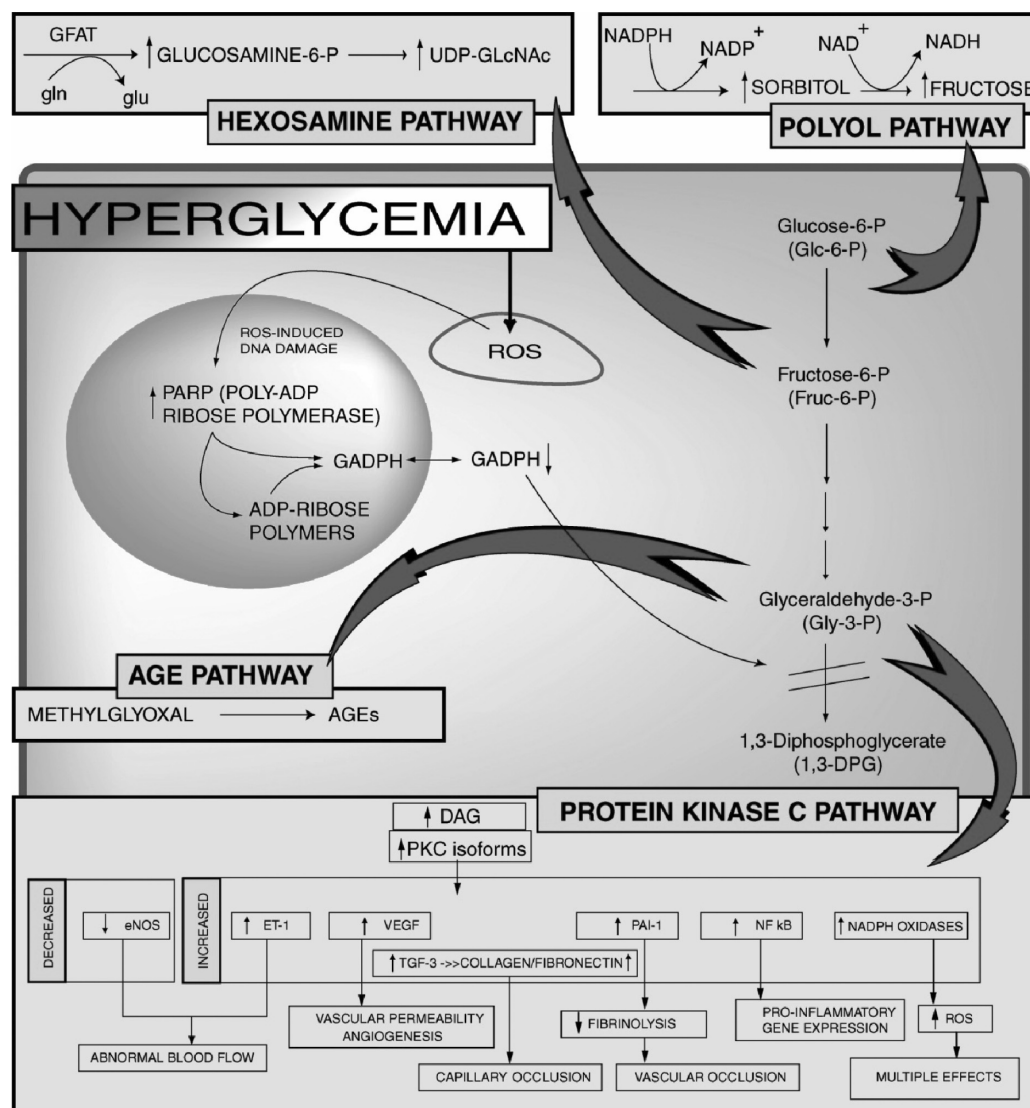 GFAT
↑GLUCOSAMINE-6-P
↑UDP-GLcNAc
gln
glu
HEXOSAMINE PATHWAY
NADPH
NADP+
NAD+
NADH
↑SORBITOL
↑FRUCTOSE
POLYOL PATHWAY
HYPERGLYCEMIA
Glucose-6-P
(Glc-6-P)
ROS-INDUCED
DNA DAMAGE
ROS
↑PARP (POLY-ADP
RIBOSE POLYMERASE)
Fructose-6-P
(Fruc-6-P)
GADPH
GADPH↓
ADP-RIBOSE
POLYMERS
Glyceraldehyde-3-P
(Gly-3-P)
AGE PATHWAY
METHYLGLYOXAL
AGEs
1,3-Diphosphoglycerate
(1,3-DPG)
PROTEIN KINASE C PATHWAY
↑ DAG
↑PKC isoforms
DECREASED
↓ eNOS
INCREASED
↑ ET-1
↑ VEGF
↑ PAI-1
↑ NF kB
↑NADPH OXIDASES
↑TGF-3 ->>COLLAGEN/FIBRONECTIN↑
VASCULAR PERMEABILITY
ANGIOGENESIS
↓ FIBRINOLYSIS
PRO-INFLAMMATORY
GENE EXPRESSION
↑ ROS
ABNORMAL BLOOD FLOW
CAPILLARY OCCLUSION
VASCULAR OCCLUSION
MULTIPLE EFFECTS